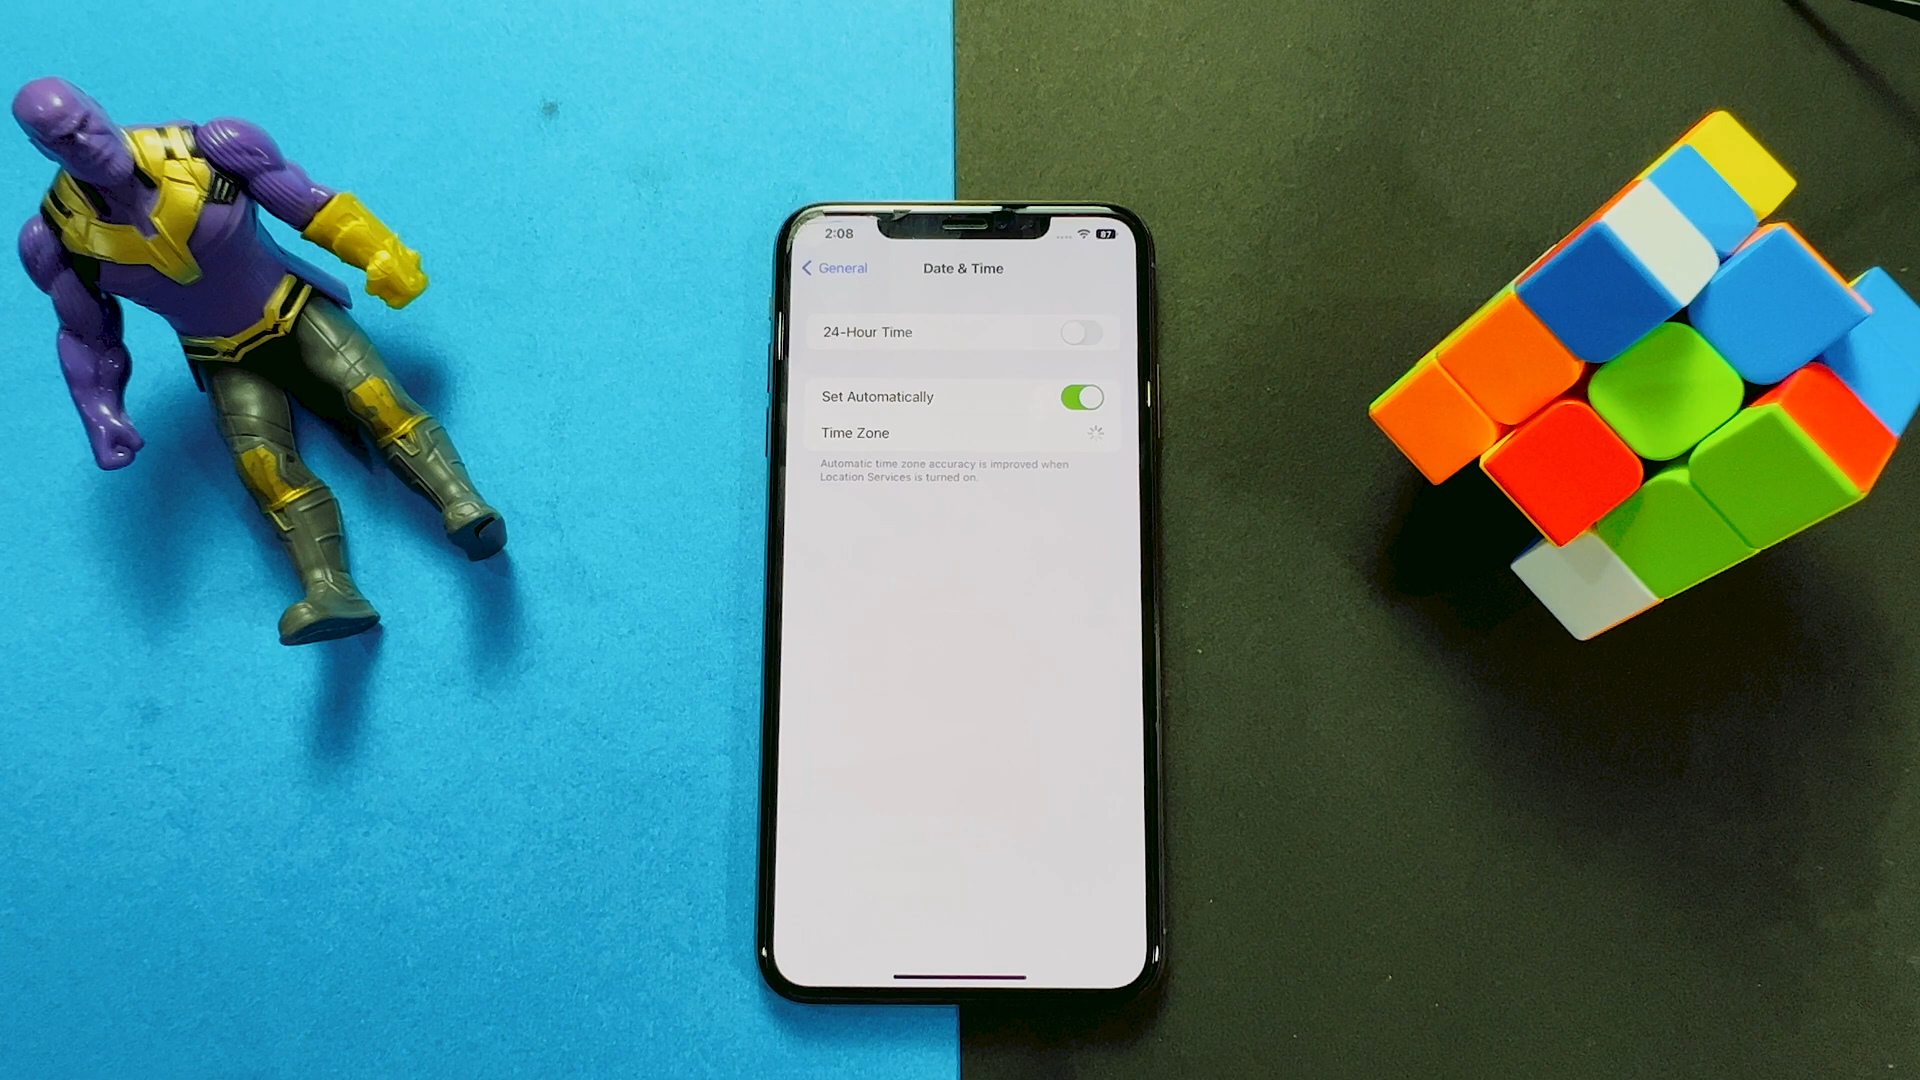 2:08
87
General
Date & Time
24-Hour Time
Set Automatically
Time Zone
Automatic time zone accuracy is improved when
Location Services is turned on.